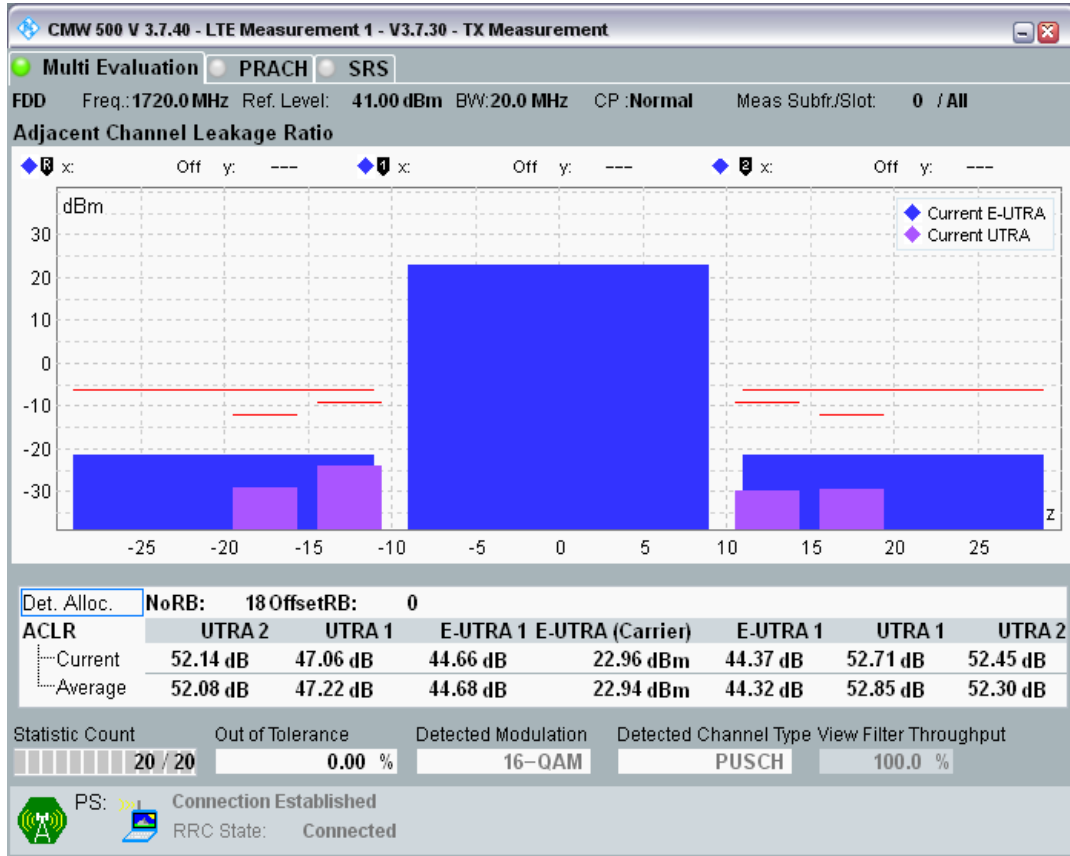 CMW 500 V 3.7.40 - LTE Measurement 1 - V3.7.30 - TX Measurement
Multi Evaluation PRACH SRS
FDD Freq.: 1720.0 MHz Ref. Level: 41.00 dBm BW: 20.0 MHz CP : Normal Meas Subfr./Slot: 0 / All
Adjacent Channel Leakage Ratio
R x: Off y: --- 1 x: Off y: --- 2 x: Off y: ---
dBm
Current E-UTRA
Current UTRA
30
20
10
0
-10
-20
-30
z
-25 -20 -15 -10 -5 0 5 10 15 20 25
Det. Alloc. NoRB: 18 OffsetRB: 0
ACLR UTRA 2 UTRA 1 E-UTRA 1 E-UTRA (Carrier) E-UTRA 1 UTRA 1 UTRA 2
Current 52.14 dB 47.06 dB 44.66 dB 22.96 dBm 44.37 dB 52.71 dB 52.45 dB
Average 52.08 dB 47.22 dB 44.68 dB 22.94 dBm 44.32 dB 52.85 dB 52.30 dB
Statistic Count Out of Tolerance Detected Modulation Detected Channel Type View Filter Throughput
20 / 20 0.00 % 16-QAM PUSCH 100.0 %
PS: Connection Established
RRC State: Connected